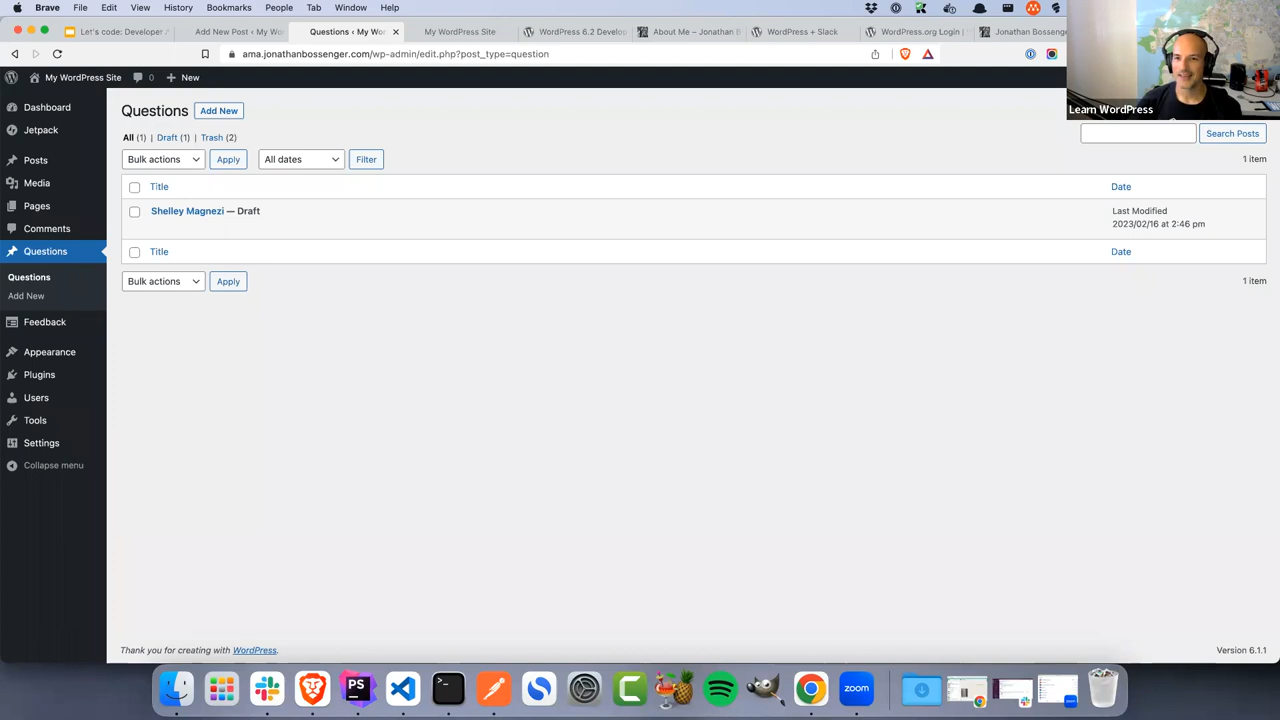 Brave File Edit View History Bookmarks People Tab Window Help
Let's code: Developer Add New Post ‹ My Wo Questions ‹ My Wor My WordPress Site WordPress 6.2 Develop About Me – Jonathan B WordPress + Slack WordPress.org Login | Jonathan Bosseng
ama.jonathanbossenger.com/wp-admin/edit.php?post_type=question
My WordPress Site 0 New
Learn WordPress
Dashboard
Jetpack
Posts
Media
Pages
Comments
Questions
Questions
Add New
Feedback
Appearance
Plugins
Users
Tools
Settings
Collapse menu
Questions Add New
All (1) | Draft (1) | Trash (2)
Search Posts
Bulk actions Apply All dates Filter
1 item
Title Date
Shelley Magnezi — Draft
Last Modified
2023/02/16 at 2:46 pm
Title Date
Bulk actions Apply
1 item
Thank you for creating with WordPress.
Version 6.1.1
PS
>_
C
zoom